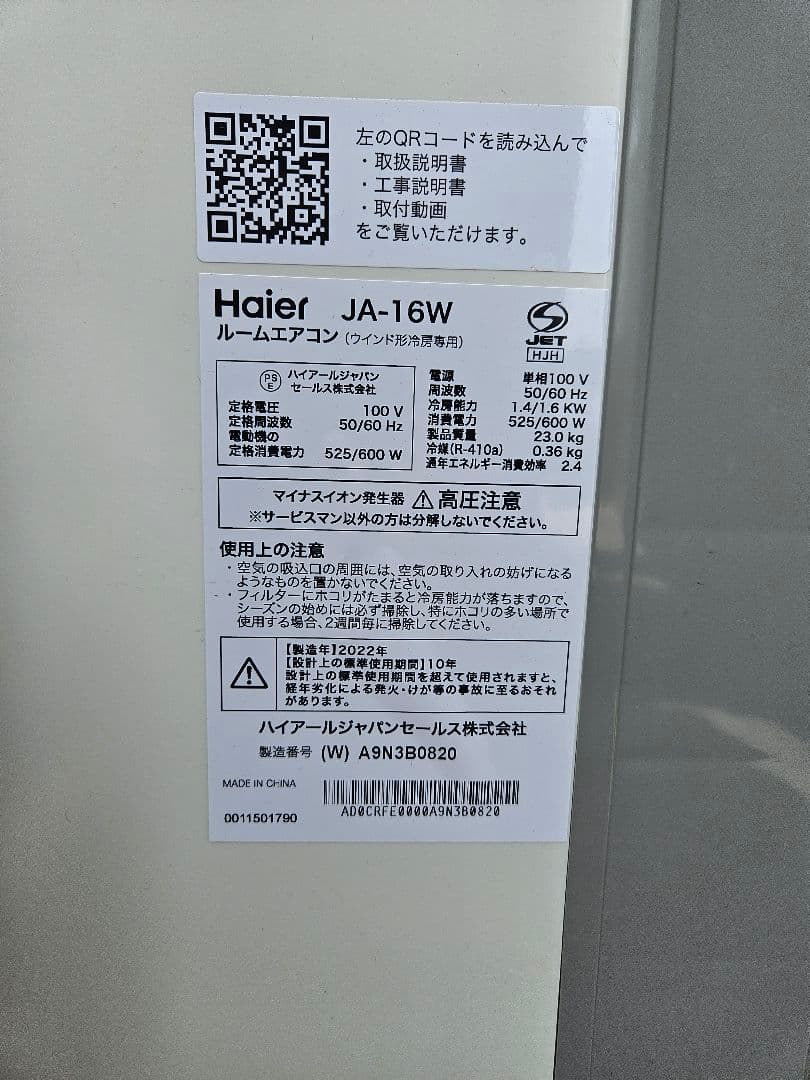 左のQRコードを読み込んで
・取扱説明書
・工事説明書
・取付動画
をご覧いただけます。
Haier JA-16W
ルームエアコン (ウインド形冷房専用)
JET
HJH
PSE ハイアールジャパン
セールス株式会社
定格電圧 100 V
定格周波数 50/60 Hz
電動機の
定格消費電力 525/600 W
電源 単相100 V
周波数 50/60 Hz
冷房能力 1.4/1.6 KW
消費電力 525/600 W
製品質量 23.0 kg
冷媒(R-410a) 0.36 kg
通年エネルギー消費効率 2.4
マイナスイオン発生器 ⚠高圧注意
※サービスマン以外の方は分解しないでください。
使用上の注意
・空気の吸込口の周囲には、空気の取り入れの妨げになる
ようなものを置かないでください。
・フィルターにホコリがたまると冷房能力が落ちますので、
シーズンの始めには必ず掃除し、特にホコリの多い場所で
使用する場合、2週間毎に掃除してください。
【製造年】2022年
【設計上の標準使用期間】10年
設計上の標準使用期間を超えて使用されますと、
経年劣化による発火・けが等の事故に至るおそれ
があります。
ハイアールジャパンセールス株式会社
製造番号 (W) A9N3B0820
MADE IN CHINA
AD0CRFE0000A9N3B0820
0011501790